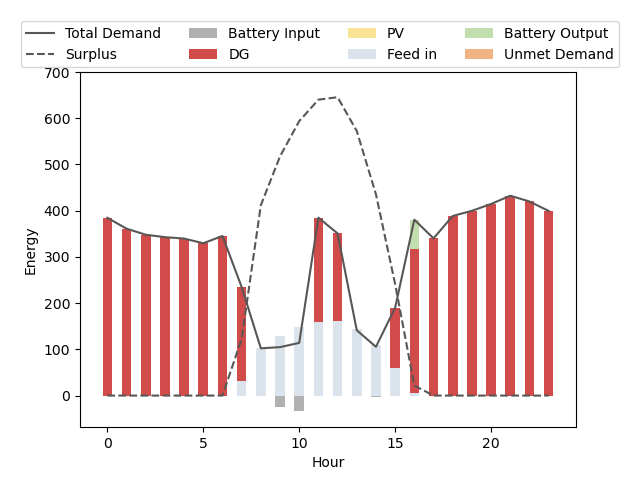 Total Demand Battery Input PV Battery Output
Surplus DG Feed in Unmet Demand
700
600
500
400
300
200
100
0
Energy
0 5 10 15 20
Hour